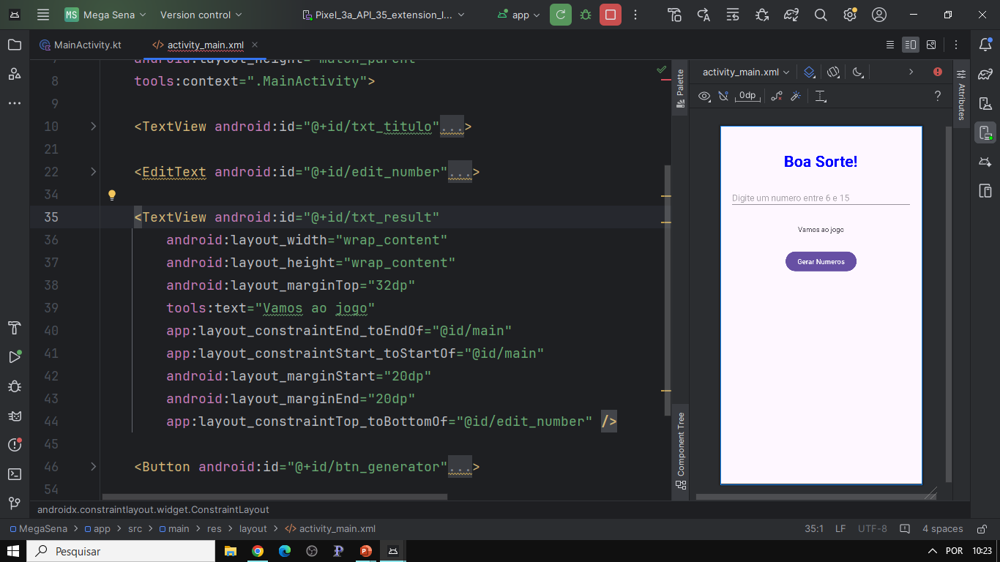 MS Mega Sena Version control Pixel_3a_API_35_extension_l... app
MainActivity.kt activity_main.xml
7 android:layout_height="match_parent"
8 tools:context=".MainActivity">
9
10 <TextView android:id="@+id/txt_titulo"...>
21
22 <EditText android:id="@+id/edit_number"...>
34
35 <TextView android:id="@+id/txt_result"
36 android:layout_width="wrap_content"
37 android:layout_height="wrap_content"
38 android:layout_marginTop="32dp"
39 tools:text="Vamos ao jogo"
40 app:layout_constraintEnd_toEndOf="@id/main"
41 app:layout_constraintStart_toStartOf="@id/main"
42 android:layout_marginStart="20dp"
43 android:layout_marginEnd="20dp"
44 app:layout_constraintTop_toBottomOf="@id/edit_number" />
45
46 <Button android:id="@+id/btn_generator"...>
54
Palette
Component Tree
activity_main.xml
0dp ?
Attributes
Boa Sorte!
Digite um numero entre 6 e 15
Vamos ao jogo
Gerar Numeros
androidx.constraintlayout.widget.ConstraintLayout
MegaSena > app > src > main > res > layout > activity_main.xml 35:1 LF UTF-8 4 spaces
Pesquisar POR 10:23